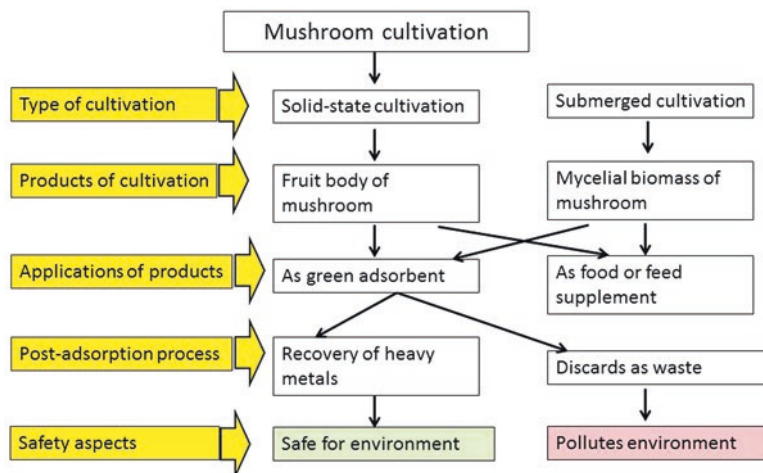 Mushroom cultivation
Type of cultivation
Solid-state cultivation
Submerged cultivation
Products of cultivation
Fruit body of
mushroom
Mycelial biomass of
mushroom
Applications of products
As green adsorbent
As food or feed
supplement
Post-adsorption process
Recovery of heavy
metals
Discards as waste
Safety aspects
Safe for environment
Pollutes environment